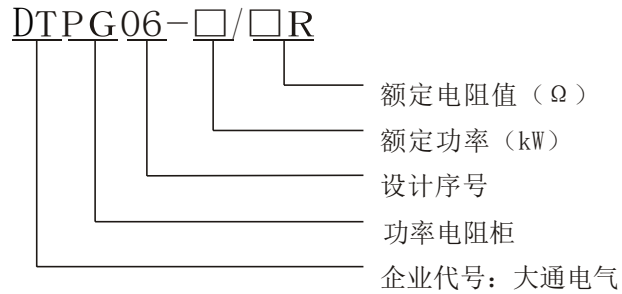 DTPG06-□/□R
额定电阻值（Ω）
额定功率（kW）
设计序号
功率电阻柜
企业代号：大通电气